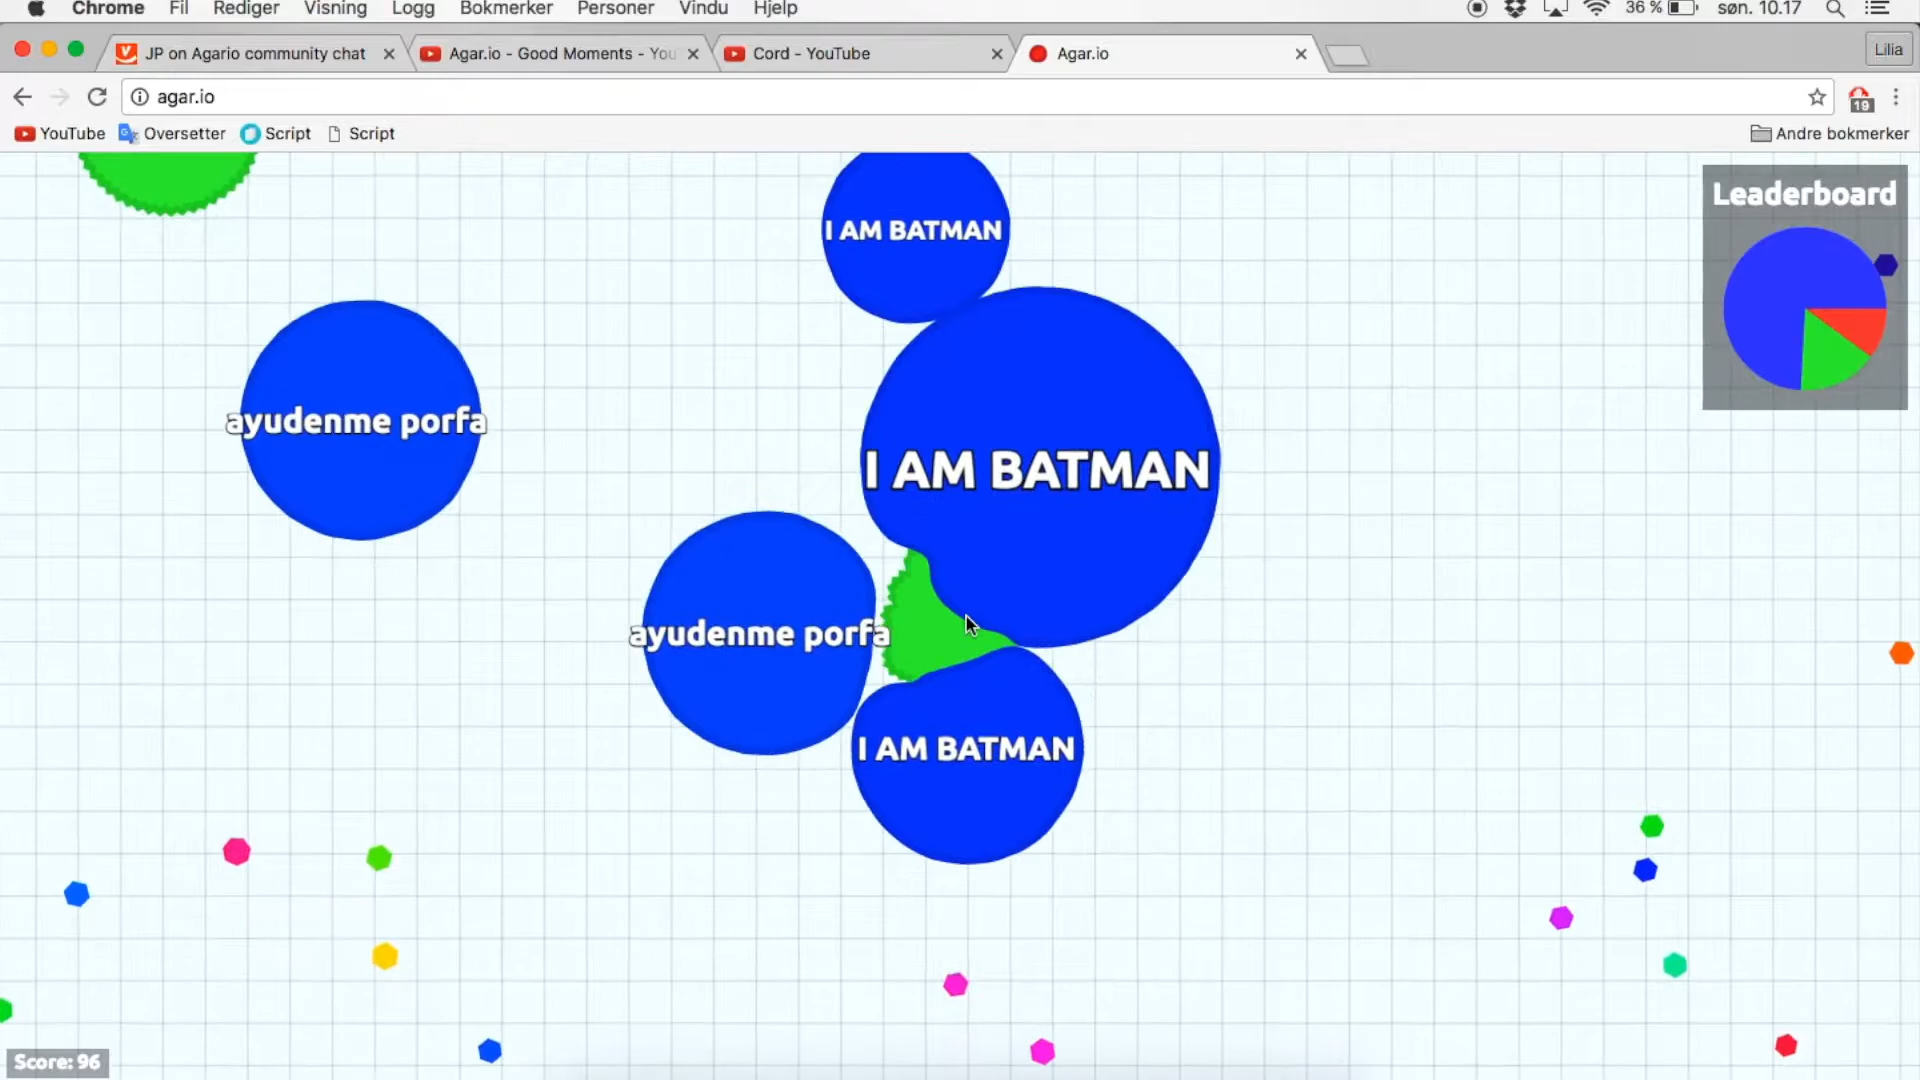 Chrome Fil Rediger Visning Logg Bokmerker Personer Vindu Hjelp 36 % søn. 10.17
JP on Agario community chat Agar.io - Good Moments - You Cord - YouTube Agar.io Lilia
agar.io 19
YouTube Oversetter Script Script Andre bokmerker
Leaderboard
I AM BATMAN
ayudenme porfa
I AM BATMAN
ayudenme porfa
I AM BATMAN
Score: 96